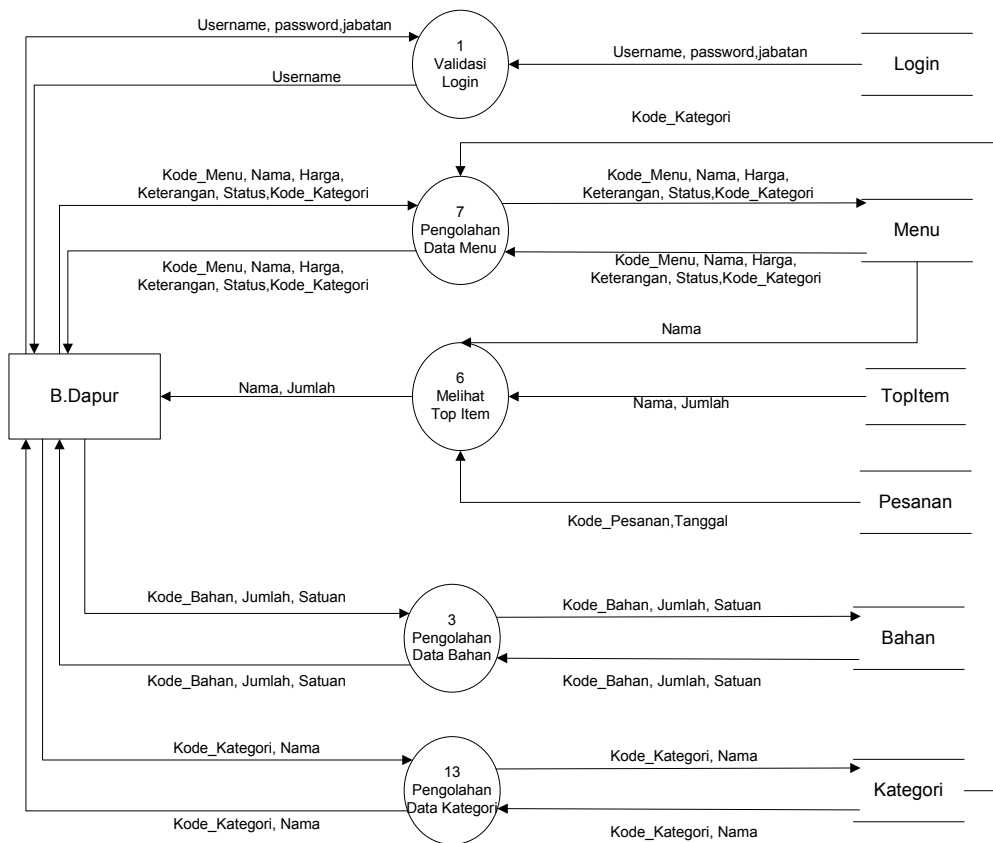 Username, password,jabatan
1
Validasi
Login
Username, password,jabatan
Login
Username
Kode_Kategori
Kode_Menu, Nama, Harga,
Keterangan, Status,Kode_Kategori
7
Pengolahan
Data Menu
Kode_Menu, Nama, Harga,
Keterangan, Status,Kode_Kategori
Menu
Kode_Menu, Nama, Harga,
Keterangan, Status,Kode_Kategori
Kode_Menu, Nama, Harga,
Keterangan, Status,Kode_Kategori
Nama
B.Dapur
Nama, Jumlah
6
Melihat
Top Item
Nama, Jumlah
TopItem
Pesanan
Kode_Pesanan,Tanggal
Kode_Bahan, Jumlah, Satuan
3
Pengolahan
Data Bahan
Kode_Bahan, Jumlah, Satuan
Bahan
Kode_Bahan, Jumlah, Satuan
Kode_Bahan, Jumlah, Satuan
Kode_Kategori, Nama
13
Pengolahan
Data Kategori
Kode_Kategori, Nama
Kategori
Kode_Kategori, Nama
Kode_Kategori, Nama